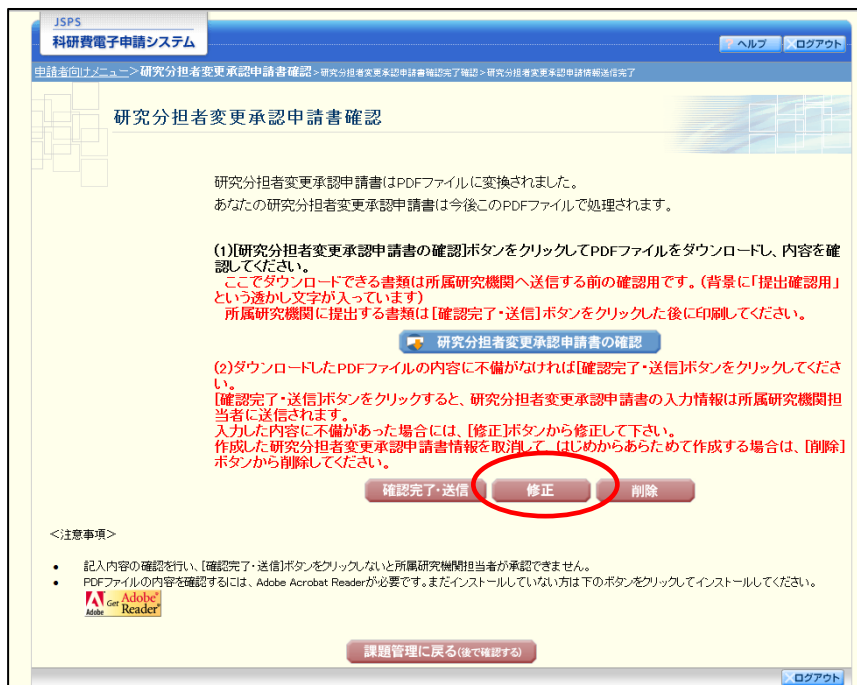 JSPS
科研費電子申請システム
? ヘルプ
ログアウト
申請者向けメニュー>研究分担者変更承認申請書確認>研究分担者変更承認申請書確認完了確認>研究分担者変更承認申請情報送信完了
研究分担者変更承認申請書確認
研究分担者変更承認申請書はPDFファイルに変換されました。
あなたの研究分担者変更承認申請書は今後このPDFファイルで処理されます。
(1)[研究分担者変更承認申請書の確認]ボタンをクリックしてPDFファイルをダウンロードし、内容を確
認してください。
ここでダウンロードできる書類は所属研究機関へ送信する前の確認用です。(背景に「提出確認用」
という透かし文字が入っています)
所属研究機関に提出する書類は[確認完了・送信]ボタンをクリックした後に印刷してください。
研究分担者変更承認申請書の確認
(2)ダウンロードしたPDFファイルの内容に不備がなければ[確認完了・送信]ボタンをクリックしてくださ
い。
[確認完了・送信]ボタンをクリックすると、研究分担者変更承認申請書の入力情報は所属研究機関担
当者に送信されます。
入力した内容に不備があった場合には、[修正]ボタンから修正して下さい。
作成した研究分担者変更承認申請書情報を取消して、はじめからあらためて作成する場合は、[削除]
ボタンから削除してください。
確認完了・送信
修正
削除
<注意事項>
• 記入内容の確認を行い、[確認完了・送信]ボタンをクリックしないと所属研究機関担当者が承認できません。
• PDFファイルの内容を確認するには、Adobe Acrobat Readerが必要です。まだインストールしていない方は下のボタンをクリックしてインストールしてください。
Adobe Get Adobe® Reader®
課題管理に戻る(後で確認する)
ログアウト